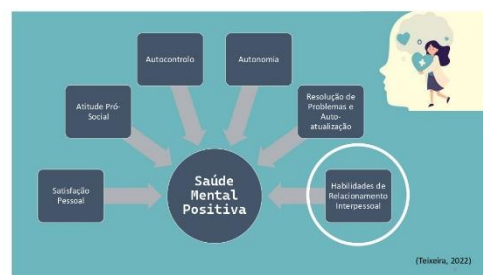 Autocontrolo
Autonomia
Atitude Pró-
Social
Resolução de
Problemas e
Auto-
atualização
Satisfação
Pessoal
Saúde
Mental
Positiva
Habilidades de
Relacionamento
Interpessoal
(Teixeira, 2022)